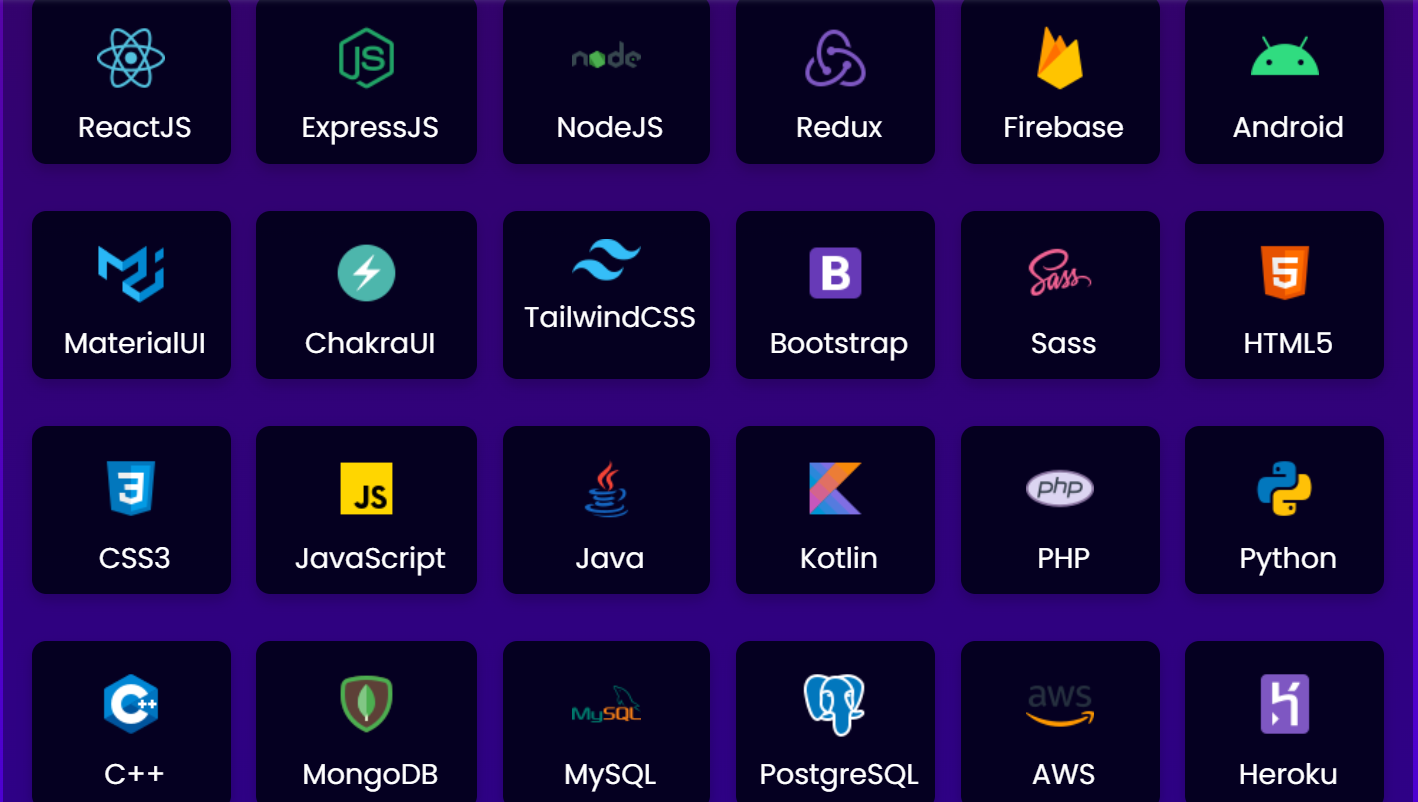 JS
node
ReactJS
ExpressJS
NodeJS
Redux
Firebase
Android
B
Sass
5
MaterialUI
ChakraUI
TailwindCSS
Bootstrap
Sass
HTML5
3
JS
php
CSS3
JavaScript
Java
Kotlin
PHP
Python
C++
MySQL
aws
C++
MongoDB
MySQL
PostgreSQL
AWS
Heroku